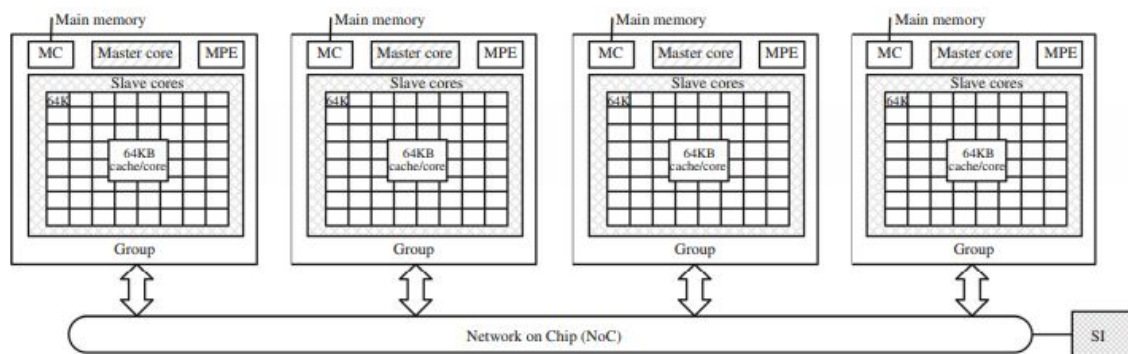 Main memory
MC
Master core
MPE
Slave cores
64K
64KB
cache/core
Group
Main memory
MC
Master core
MPE
Slave cores
64K
64KB
cache/core
Group
Main memory
MC
Master core
MPE
Slave cores
64K
64KB
cache/core
Group
Main memory
MC
Master core
MPE
Slave cores
64K
64KB
cache/core
Group
Network on Chip (NoC)
SI